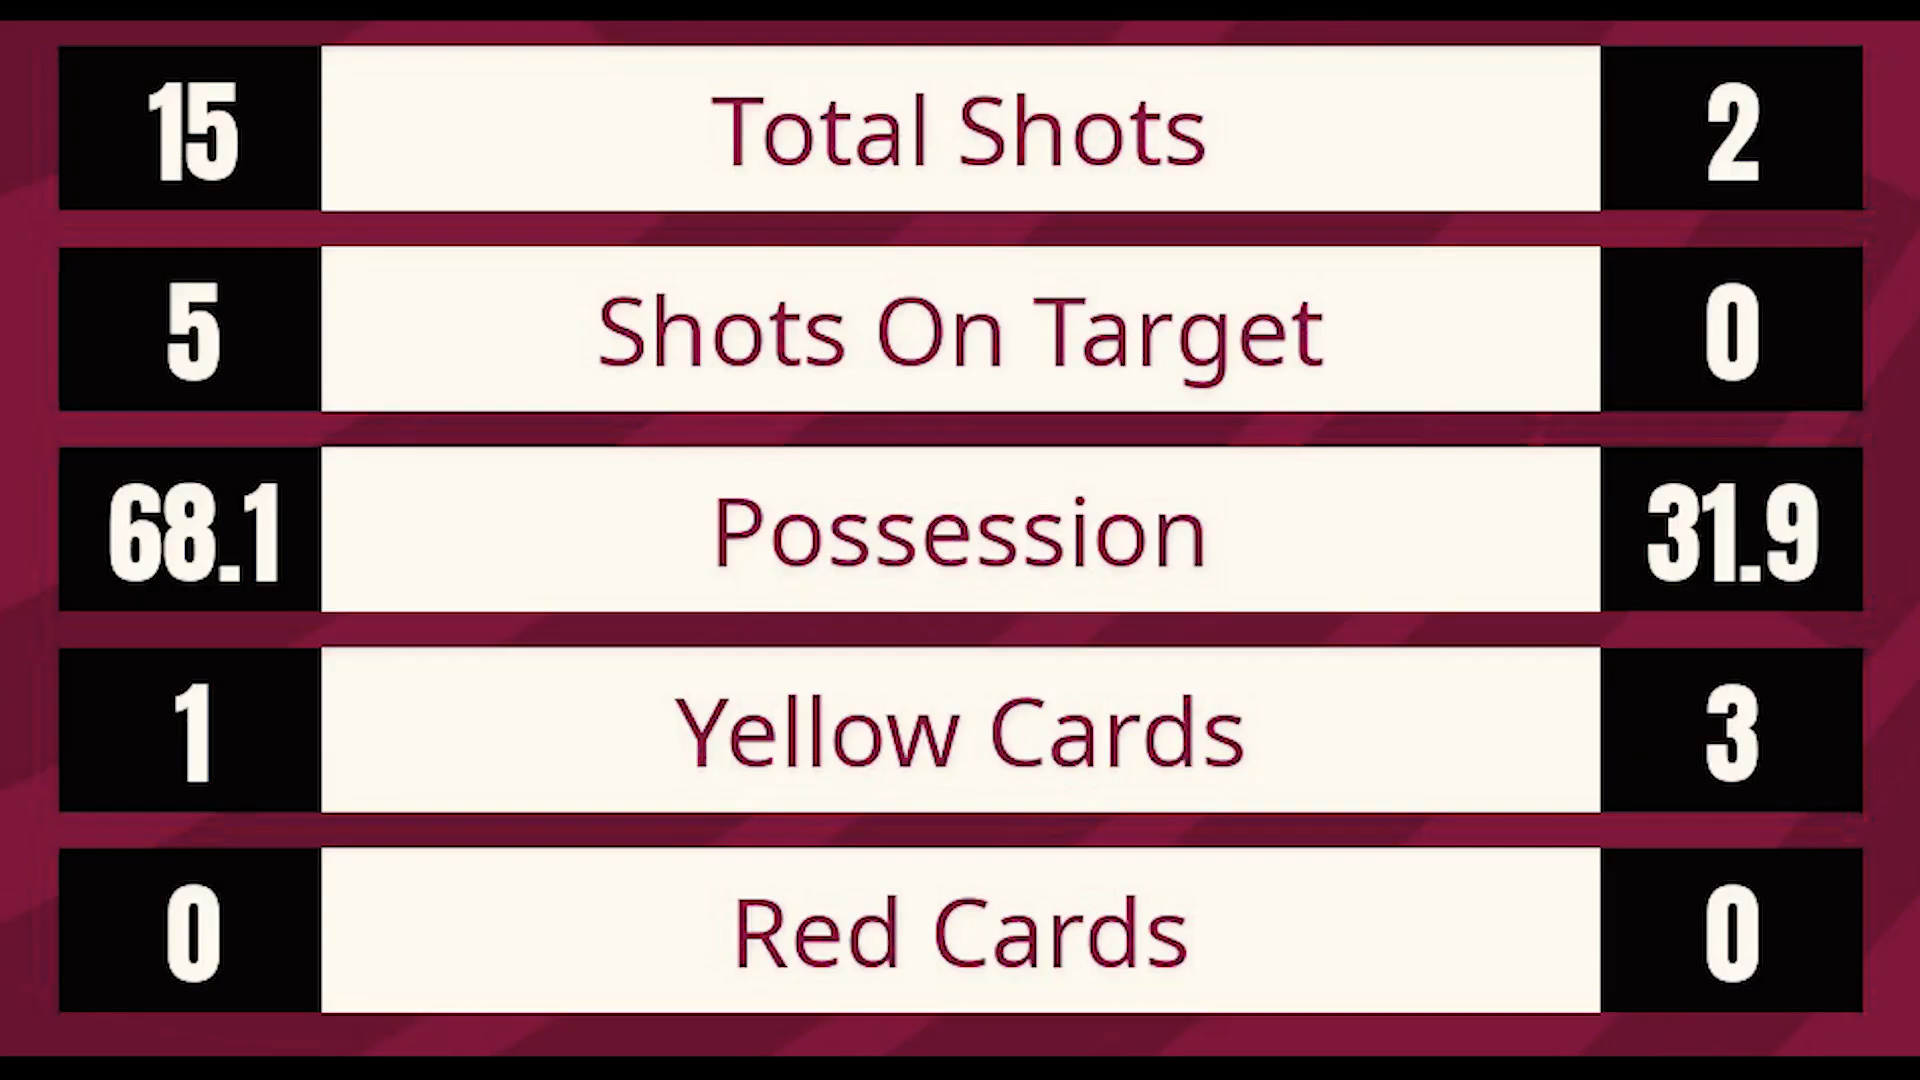 15 Total Shots 2
5 Shots On Target 0
68.1 Possession 31.9
1 Yellow Cards 3
0 Red Cards 0